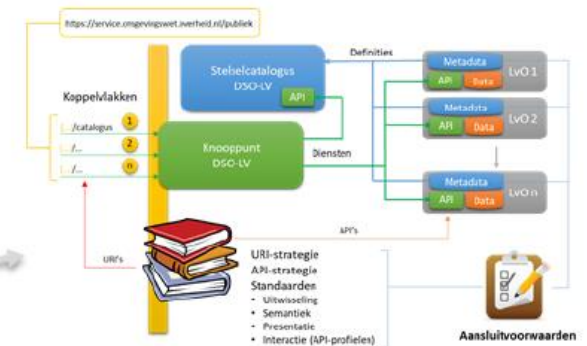 https://service.omgevingswet.overheid.nl/publiek
Definities
Koppelvlakken
Stelselcatalogus
DSO-LV
API
Metadata
API
Data
LvO 1
Metadata
API
Data
LvO 2
1
.../catalogus
2
/...
n
/...
Knooppunt
DSO-LV
Diensten
Metadata
API
Data
LvO n
URI's
API's
URI-strategie
API-strategie
Standaarden
• Uitwisseling
• Semantiek
• Presentatie
• Interactie (API-profielen)
Aansluitvoorwaarden